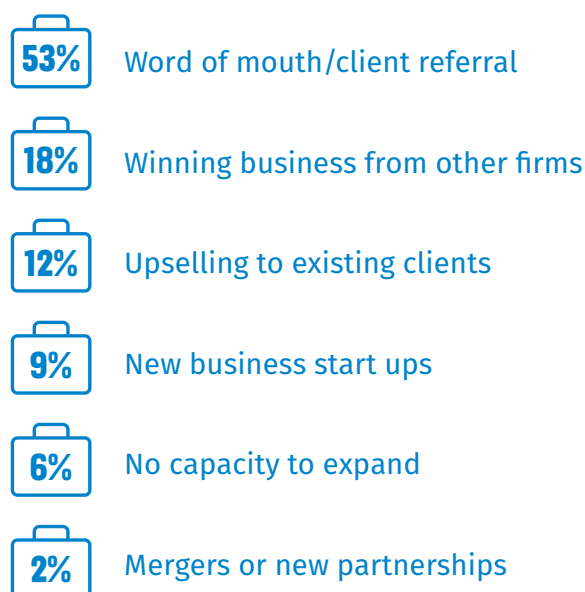 53% Word of mouth/client referral
18% Winning business from other firms
12% Upselling to existing clients
9% New business start ups
6% No capacity to expand
2% Mergers or new partnerships